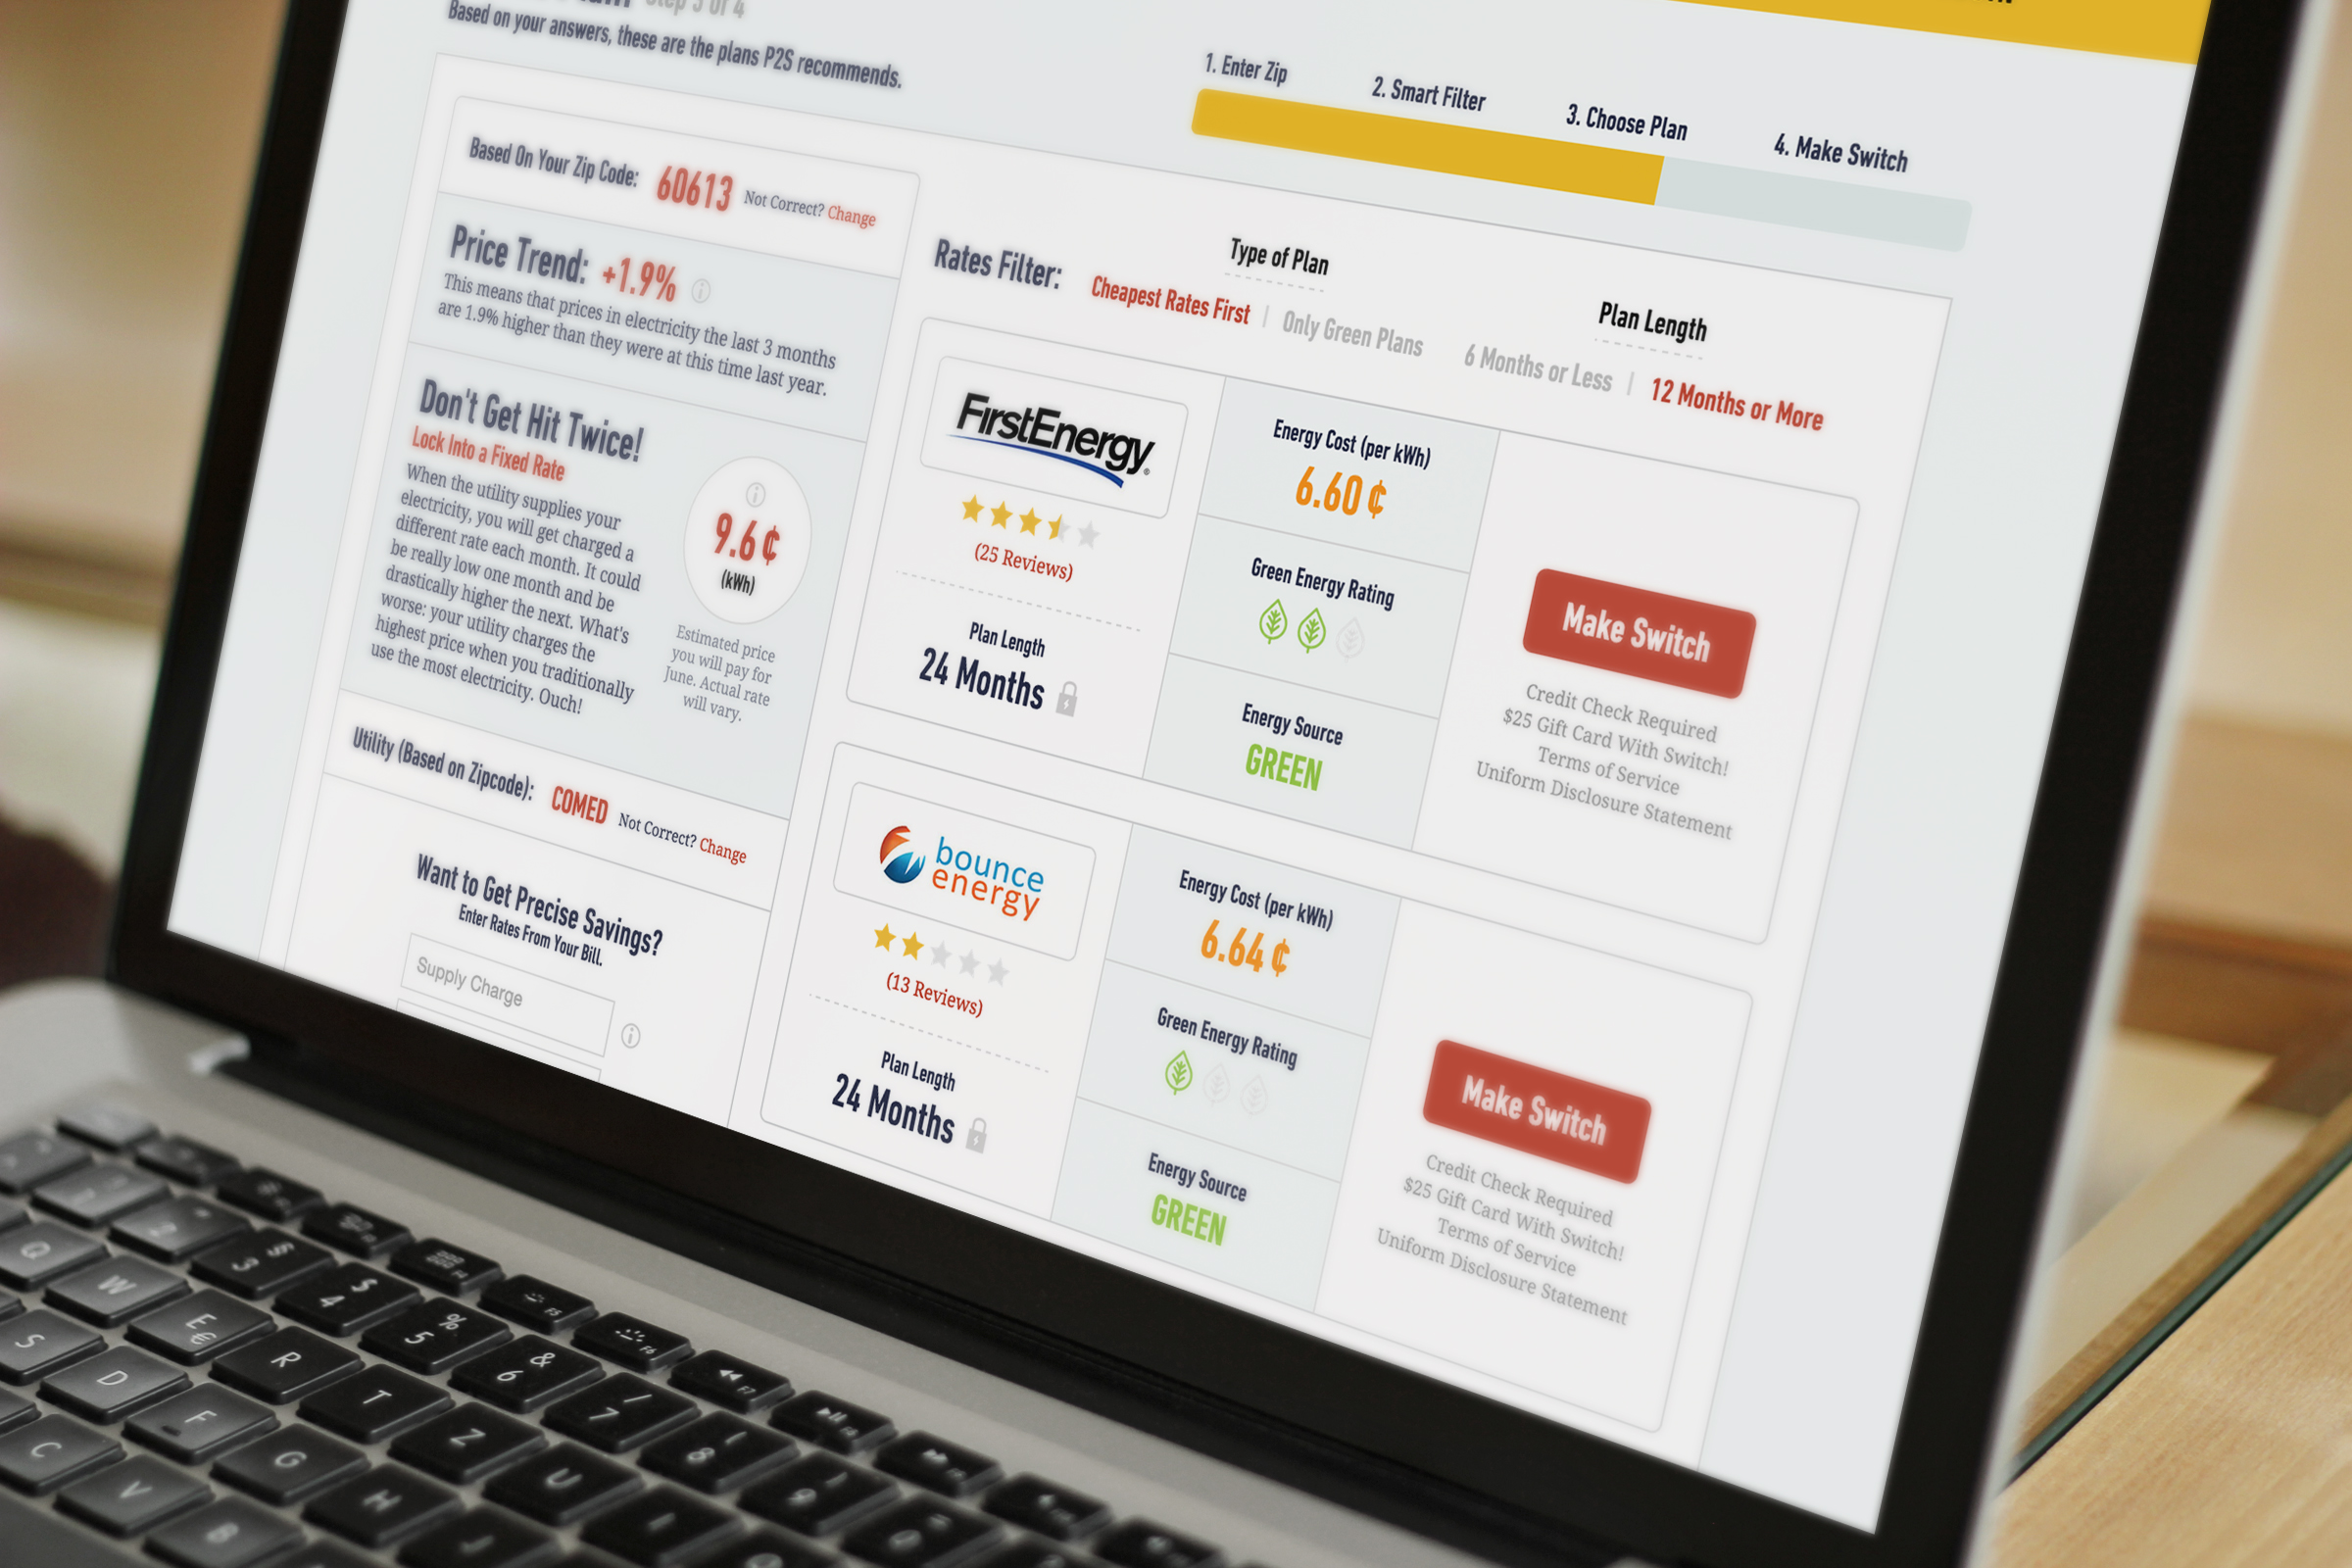 Step 3 of 4
Based on your answers, these are the plans P2S recommends.
1. Enter Zip
2. Smart Filter
3. Choose Plan
4. Make Switch
Based On Your Zip Code: 60613 Not Correct? Change
Price Trend: +1.9%
This means that prices in electricity the last 3 months
are 1.9% higher than they were at this time last year.
Don't Get Hit Twice!
Lock Into a Fixed Rate
When the utility supplies your
electricity, you will get charged a
different rate each month. It could
be really low one month and be
drastically higher the next. What's
worse: your utility charges the
highest price when you traditionally
use the most electricity. Ouch!
9.6 ¢
(kWh)
Estimated price
you will pay for
June. Actual rate
will vary.
Utility (Based on Zipcode): COMED Not Correct? Change
Want to Get Precise Savings?
Enter Rates From Your Bill.
Supply Charge
Rates Filter:
Type of Plan
Cheapest Rates First | Only Green Plans
Plan Length
6 Months or Less | 12 Months or More
FirstEnergy®
(25 Reviews)
Plan Length
24 Months
Energy Cost (per kWh)
6.60 ¢
Green Energy Rating
Energy Source
GREEN
Make Switch
Credit Check Required
$25 Gift Card With Switch!
Terms of Service
Uniform Disclosure Statement
bounce
energy
(13 Reviews)
Plan Length
24 Months
Energy Cost (per kWh)
6.64 ¢
Green Energy Rating
Energy Source
GREEN
Make Switch
Credit Check Required
$25 Gift Card With Switch!
Terms of Service
Uniform Disclosure Statement
F5
F6
F7
§ 3
$ 4
% 5
& 6
/ 7
( 8
) 9
Q W E R T Z U
S D F G H J
C V B